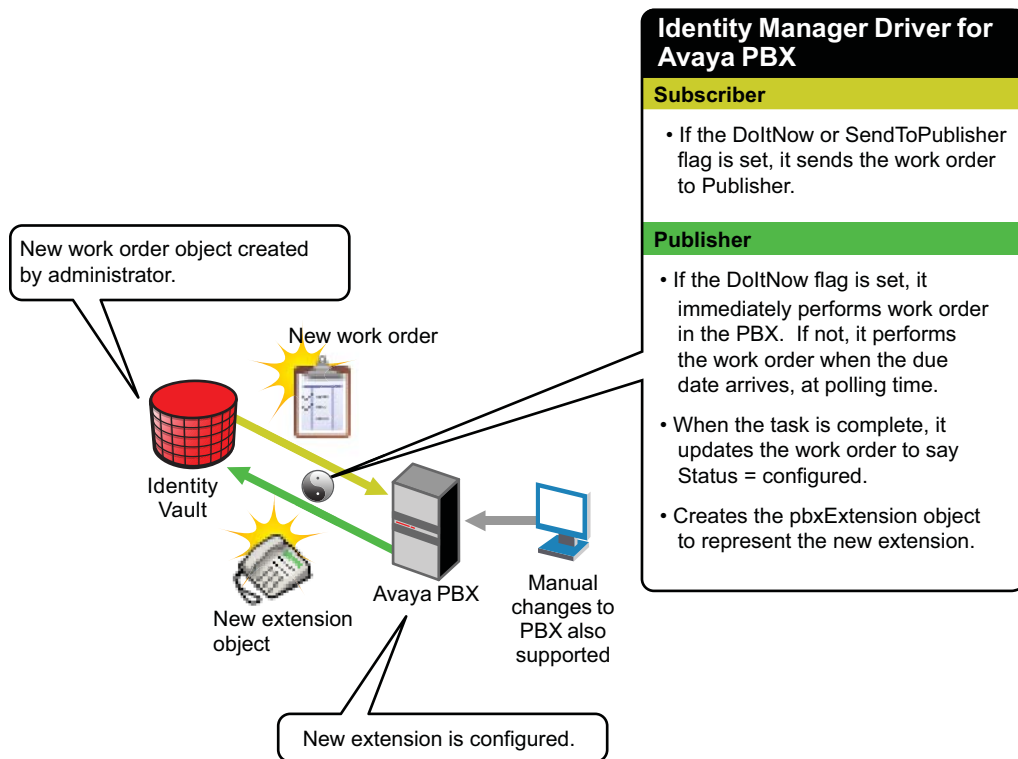 Identity Manager Driver for
Avaya PBX
Subscriber
• If the DoItNow or SendToPublisher
flag is set, it sends the work order
to Publisher.
Publisher
• If the DoItNow flag is set, it
immediately performs work order
in the PBX. If not, it performs
the work order when the due
date arrives, at polling time.
• When the task is complete, it
updates the work order to say
Status = configured.
• Creates the pbxExtension object
to represent the new extension.
New work order object created
by administrator.
New work order
Identity
Vault
Avaya PBX
New extension
object
Manual
changes to
PBX also
supported
New extension is configured.